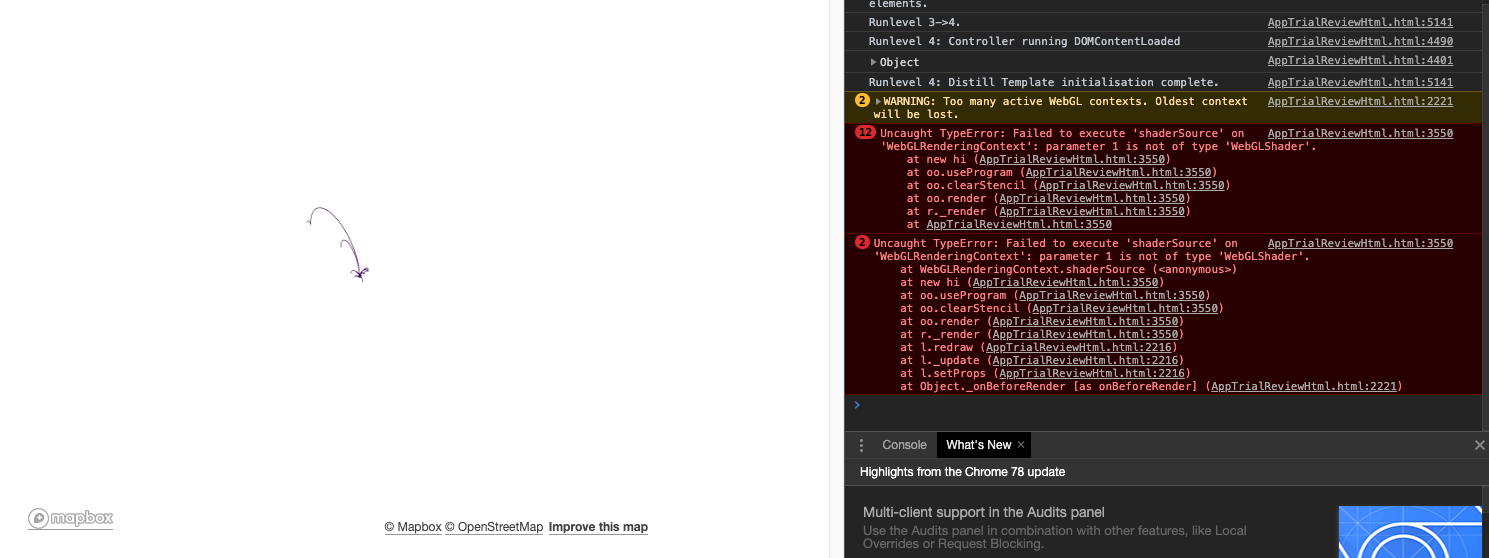 elements.
Runlevel 3–>4. AppTrialReviewHtml.html:5141
Runlevel 4: Controller running DOMContentLoaded AppTrialReviewHtml.html:4490
Object AppTrialReviewHtml.html:4401
Runlevel 4: Distill Template initialisation complete. AppTrialReviewHtml.html:5141
2 WARNING: Too many active WebGL contexts. Oldest context AppTrialReviewHtml.html:2221
will be lost.
12 Uncaught TypeError: Failed to execute 'shaderSource' on AppTrialReviewHtml.html:3550
'WebGLRenderingContext': parameter 1 is not of type 'WebGLShader'.
at new hi (AppTrialReviewHtml.html:3550)
at oo.useProgram (AppTrialReviewHtml.html:3550)
at oo.clearStencil (AppTrialReviewHtml.html:3550)
at oo.render (AppTrialReviewHtml.html:3550)
at r._render (AppTrialReviewHtml.html:3550)
at AppTrialReviewHtml.html:3550
2 Uncaught TypeError: Failed to execute 'shaderSource' on AppTrialReviewHtml.html:3550
'WebGLRenderingContext': parameter 1 is not of type 'WebGLShader'.
at WebGLRenderingContext.shaderSource (<anonymous>)
at new hi (AppTrialReviewHtml.html:3550)
at oo.useProgram (AppTrialReviewHtml.html:3550)
at oo.clearStencil (AppTrialReviewHtml.html:3550)
at oo.render (AppTrialReviewHtml.html:3550)
at r._render (AppTrialReviewHtml.html:3550)
at l.redraw (AppTrialReviewHtml.html:2216)
at l._update (AppTrialReviewHtml.html:2216)
at l.setProps (AppTrialReviewHtml.html:2216)
at Object._onBeforeRender [as onBeforeRender] (AppTrialReviewHtml.html:2221)
Console What's New ×
Highlights from the Chrome 78 update
Multi-client support in the Audits panel
Use the Audits panel in combination with other features, like Local
Overrides or Request Blocking.
mapbox
© Mapbox © OpenStreetMap Improve this map